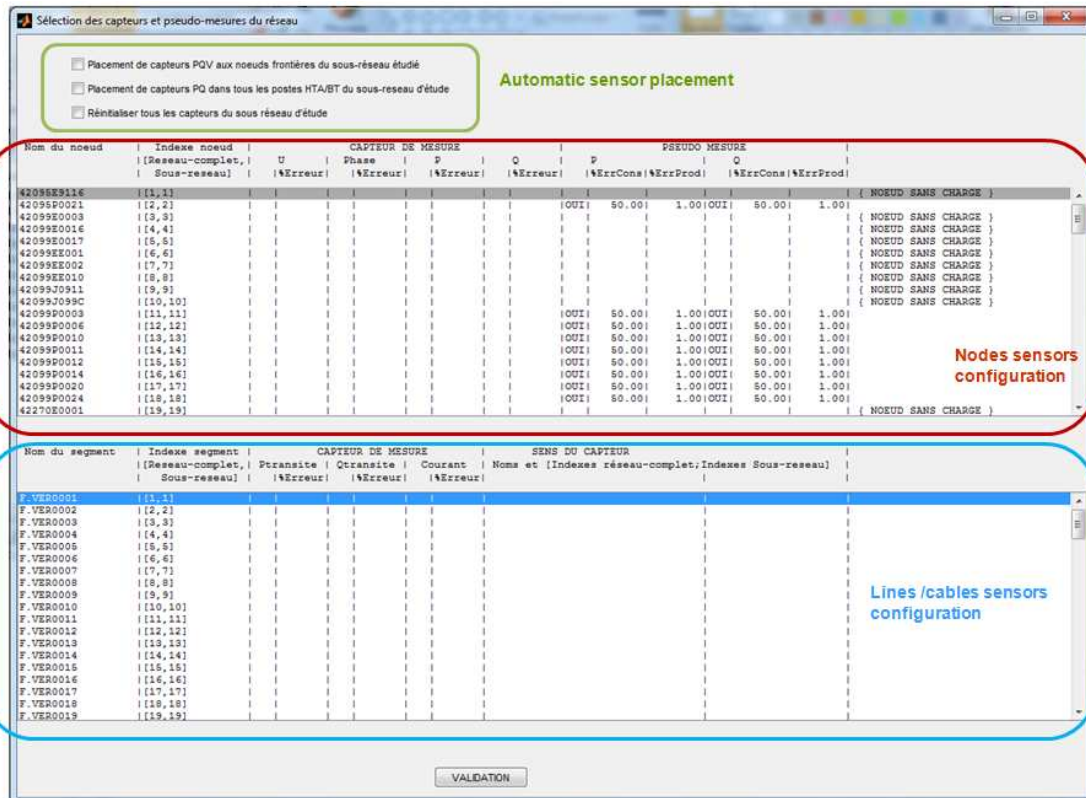 Sélection des capteurs et pseudo-mesures du réseau
Placement de capteurs PQV aux noeuds frontières du sous-réseau étudié
Placement de capteurs PQ dans tous les postes HTA/BT du sous-reseau d'étude
Réinitialiser tous les capteurs du sous réseau d'étude
Automatic sensor placement
Nom du noeud | Indexe noeud | CAPTEUR DE MESURE | PSEUDO MESURE |
|[Reseau-complet,| U | Phase | P | Q | P | Q |
| Sous-reseau] | |%Erreur| |%Erreur| |%Erreur| |%Erreur| |%ErrCons|%ErrProd| |%ErrCons|%ErrProd|
42095E9116 |[1,1] | | | | | | | | | | | | | | { NOEUD SANS CHARGE }
42095P0021 |[2,2] | | | | | | | | |OUI| 50.00| 1.00|OUI| 50.00| 1.00|
42099E0003 |[3,3] | | | | | | | | | | | | | | { NOEUD SANS CHARGE }
42099E0016 |[4,4] | | | | | | | | | | | | | | { NOEUD SANS CHARGE }
42099E0017 |[5,5] | | | | | | | | | | | | | | { NOEUD SANS CHARGE }
42099EE001 |[6,6] | | | | | | | | | | | | | | { NOEUD SANS CHARGE }
42099EE002 |[7,7] | | | | | | | | | | | | | | { NOEUD SANS CHARGE }
42099EE010 |[8,8] | | | | | | | | | | | | | | { NOEUD SANS CHARGE }
42099J0911 |[9,9] | | | | | | | | | | | | | | { NOEUD SANS CHARGE }
42099J099C |[10,10] | | | | | | | | | | | | | | { NOEUD SANS CHARGE }
42099P0003 |[11,11] | | | | | | | | |OUI| 50.00| 1.00|OUI| 50.00| 1.00|
42099P0006 |[12,12] | | | | | | | | |OUI| 50.00| 1.00|OUI| 50.00| 1.00|
42099P0010 |[13,13] | | | | | | | | |OUI| 50.00| 1.00|OUI| 50.00| 1.00|
42099P0011 |[14,14] | | | | | | | | |OUI| 50.00| 1.00|OUI| 50.00| 1.00|
42099P0012 |[15,15] | | | | | | | | |OUI| 50.00| 1.00|OUI| 50.00| 1.00|
42099P0014 |[16,16] | | | | | | | | |OUI| 50.00| 1.00|OUI| 50.00| 1.00|
42099P0020 |[17,17] | | | | | | | | |OUI| 50.00| 1.00|OUI| 50.00| 1.00|
42099P0024 |[18,18] | | | | | | | | |OUI| 50.00| 1.00|OUI| 50.00| 1.00|
42270E0001 |[19,19] | | | | | | | | | | | | | | { NOEUD SANS CHARGE }
Nodes sensors
configuration
Nom du segment | Indexe segment | CAPTEUR DE MESURE | SENS DU CAPTEUR |
|[Reseau-complet,| Ptransite | Qtransite | Courant | Noms et [Indexes réseau-complet;Indexes Sous-reseau] |
| Sous-reseau] | |%Erreur| |%Erreur| |%Erreur| | |
F.VER0001 |[1,1] | | | | | | | |
F.VER0002 |[2,2] | | | | | | | |
F.VER0003 |[3,3] | | | | | | | |
F.VER0004 |[4,4] | | | | | | | |
F.VER0005 |[5,5] | | | | | | | |
F.VER0006 |[6,6] | | | | | | | |
F.VER0007 |[7,7] | | | | | | | |
F.VER0008 |[8,8] | | | | | | | |
F.VER0009 |[9,9] | | | | | | | |
F.VER0010 |[10,10] | | | | | | | |
F.VER0011 |[11,11] | | | | | | | |
F.VER0012 |[12,12] | | | | | | | |
F.VER0013 |[13,13] | | | | | | | |
F.VER0014 |[14,14] | | | | | | | |
F.VER0015 |[15,15] | | | | | | | |
F.VER0016 |[16,16] | | | | | | | |
F.VER0017 |[17,17] | | | | | | | |
F.VER0018 |[18,18] | | | | | | | |
F.VER0019 |[19,19] | | | | | | | |
Lines /cables sensors
configuration
VALIDATION